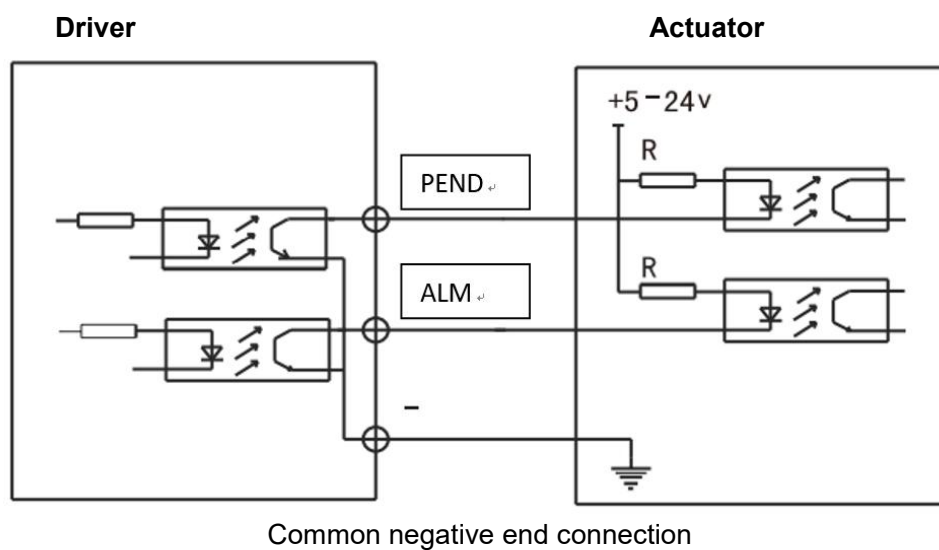 Driver
Actuator
+5-24v
R
PEND
R
ALM
-
Common negative end connection